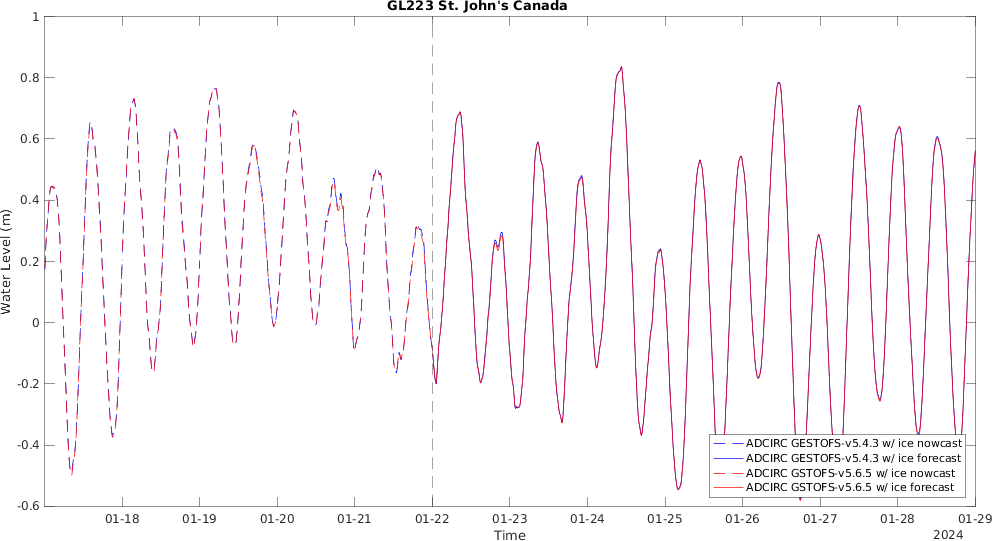 GL223 St. John's Canada
1
0.8
0.6
0.4
0.2
0
-0.2
-0.4
-0.6
Water Level (m)
ADCIRC GESTOFS-v5.4.3 w/ ice nowcast
ADCIRC GESTOFS-v5.4.3 w/ ice forecast
ADCIRC GSTOFS-v5.6.5 w/ ice nowcast
ADCIRC GSTOFS-v5.6.5 w/ ice forecast
01-18 01-19 01-20 01-21 01-22 01-23 01-24 01-25 01-26 01-27 01-28 01-29
Time
2024